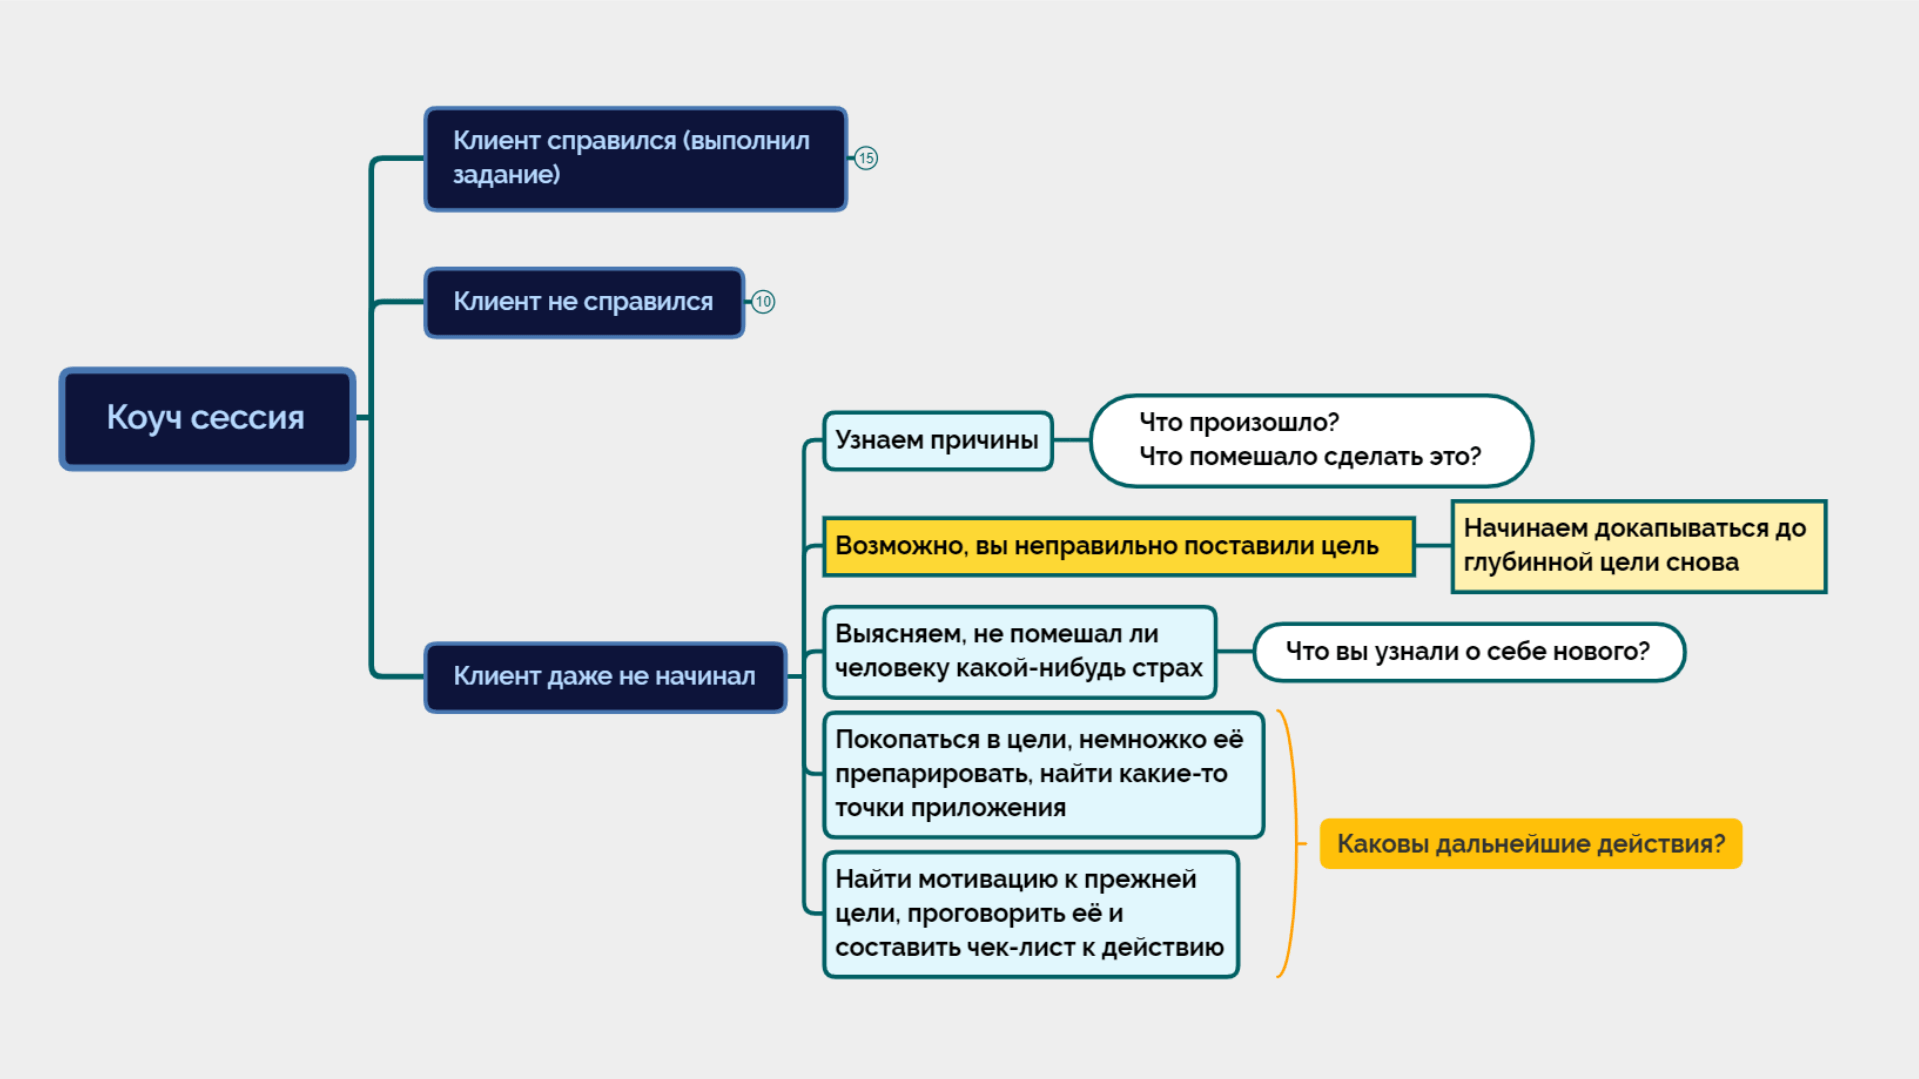 Коуч сессия
Клиент справился (выполнил
задание)
15
Клиент не справился
10
Клиент даже не начинал
Узнаем причины
Что произошло?
Что помешало сделать это?
Возможно, вы неправильно поставили цель
Начинаем докапываться до
глубинной цели снова
Выясняем, не помешал ли
человеку какой-нибудь страх
Что вы узнали о себе нового?
Покопаться в цели, немножко её
препарировать, найти какие-то
точки приложения
Найти мотивацию к прежней
цели, проговорить её и
составить чек-лист к действию
Каковы дальнейшие действия?